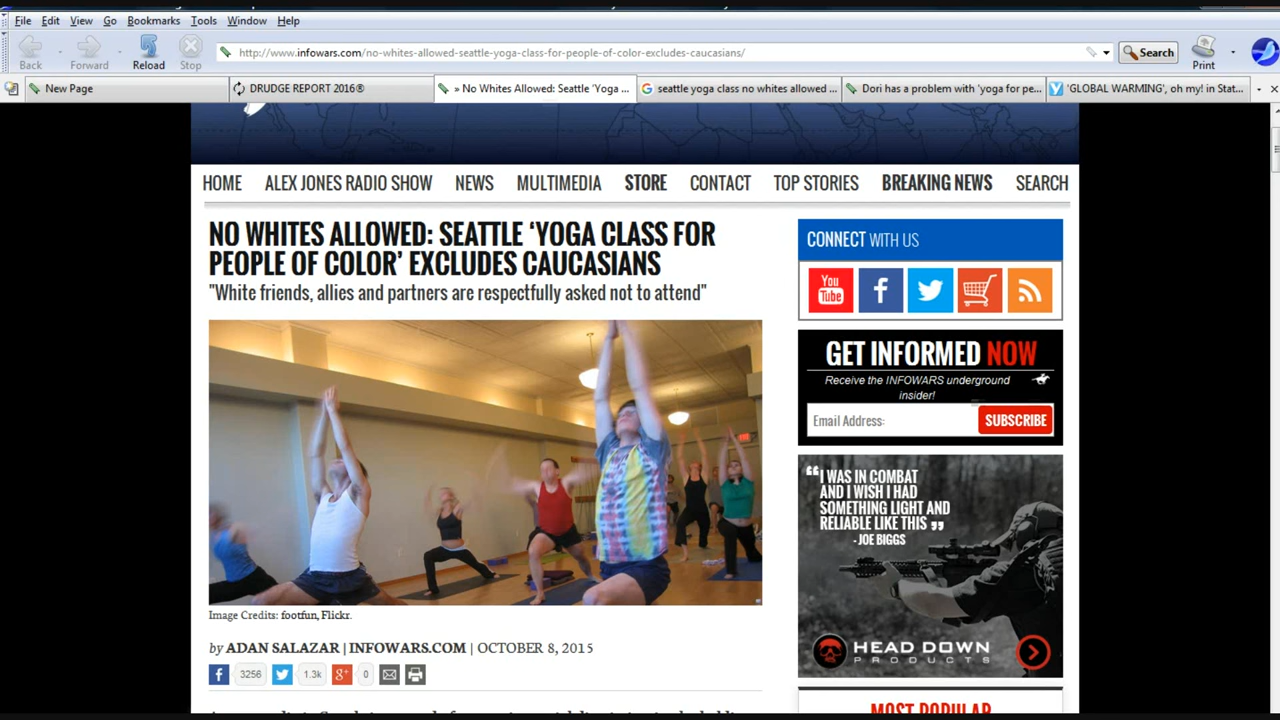 File Edit View Go Bookmarks Tools Window Help
Back Forward Reload Stop
http://www.infowars.com/no-whites-allowed-seattle-yoga-class-for-people-of-color-excludes-caucasians/
Search
Print
New Page
DRUDGE REPORT 2016®
» No Whites Allowed: Seattle 'Yoga ...
seattle yoga class no whites allowed ...
Dori has a problem with 'yoga for pe...
'GLOBAL WARMING', oh my! in Stat...
HOME ALEX JONES RADIO SHOW NEWS MULTIMEDIA STORE CONTACT TOP STORIES BREAKING NEWS SEARCH
NO WHITES ALLOWED: SEATTLE ‘YOGA CLASS FOR
PEOPLE OF COLOR’ EXCLUDES CAUCASIANS
"White friends, allies and partners are respectfully asked not to attend"
Image Credits: footfun, Flickr.
by ADAN SALAZAR | INFOWARS.COM | OCTOBER 8, 2015
f 3256 1.3k g+ 0
CONNECT WITH US
You
Tube
f
GET INFORMED NOW
Receive the INFOWARS underground
insider!
Email Address:
SUBSCRIBE
“I WAS IN COMBAT
AND I WISH I HAD
SOMETHING LIGHT AND
RELIABLE LIKE THIS ”
- JOE BIGGS
HEAD DOWN
PRODUCTS
MOST POPULAR